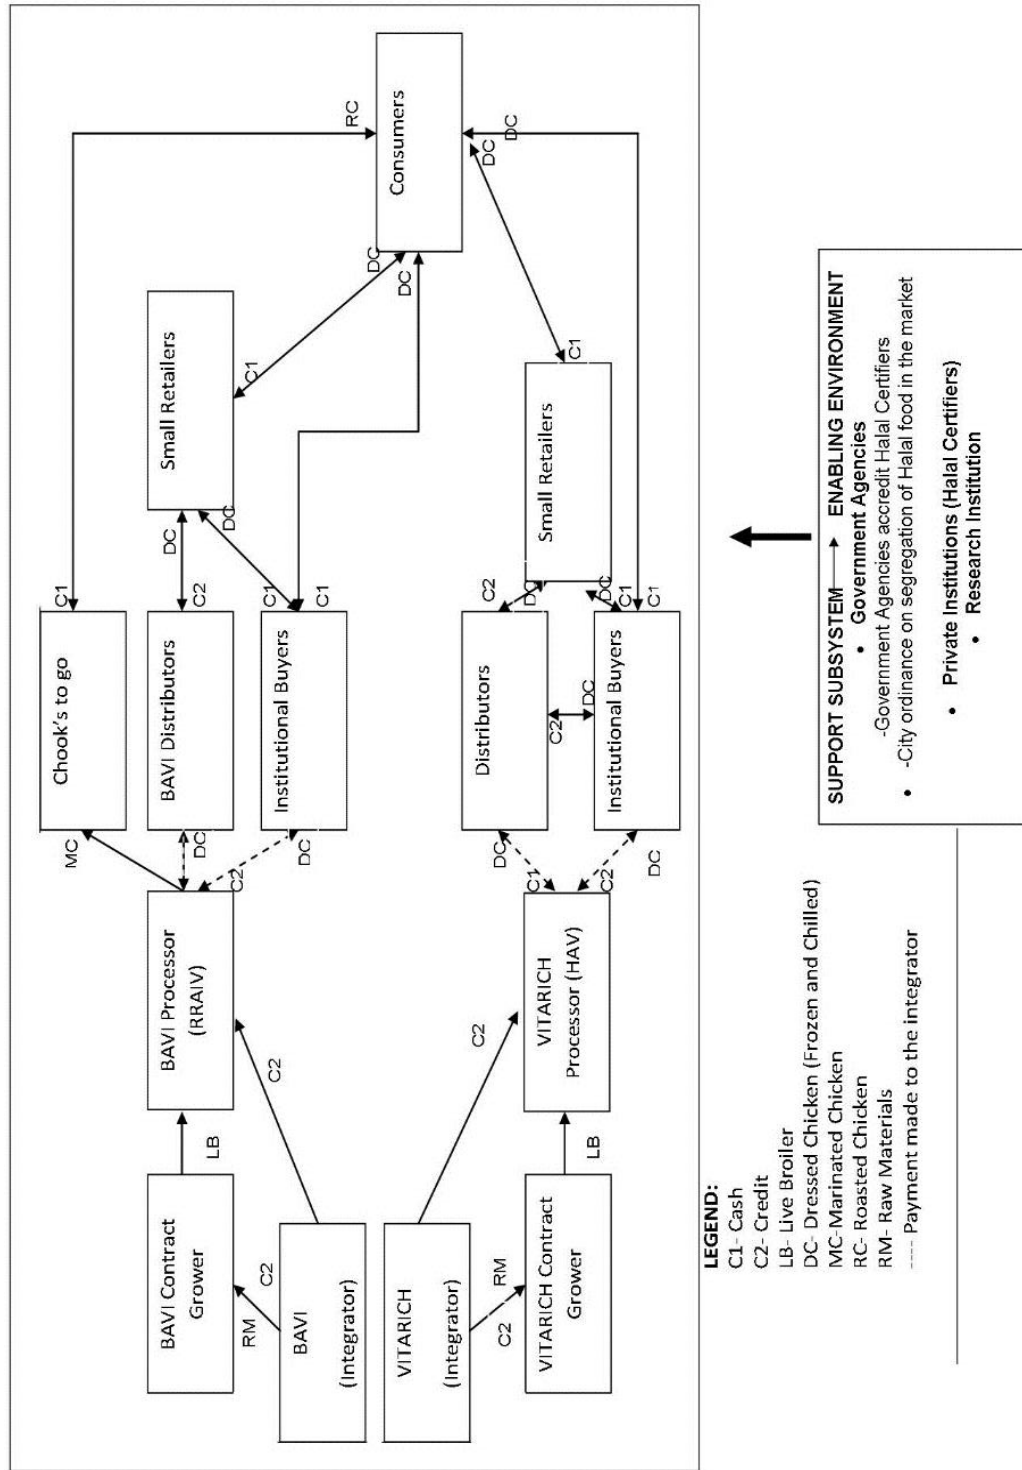 BAVI Contract
Grower
BAVI
(Integrator)
VITARICH
(Integrator)
VITARICH Contract
Grower
RM
C2
C2
RM
LB
C2
C2
LB
BAVI Processor
(RRAIV)
VITARICH
Processor (HAV)
MC
DC
C2
DC
DC
C1
C2
DC
Chook's to go
BAVI Distributors
Institutional Buyers
Distributors
Institutional Buyers
C2
DC
C1
C2
DC
DC
C1
C1
C2
DC
DC
C1
C1
Small Retailers
Small Retailers
C1
C1
RC
DC
DC
DC
DC
Consumers
LEGEND:
C1- Cash
C2- Credit
LB- Live Broiler
DC- Dressed Chicken (Frozen and Chilled)
MC-Marinated Chicken
RC- Roasted Chicken
RM- Raw Materials
---- Payment made to the integrator
SUPPORT SUBSYSTEM ENABLING ENVIRONMENT
• Government Agencies
-Government Agencies accredit Halal Certifiers
• -City ordinance on segregation of Halal food in the market
• Private Institutions (Halal Certifiers)
• Research Institution